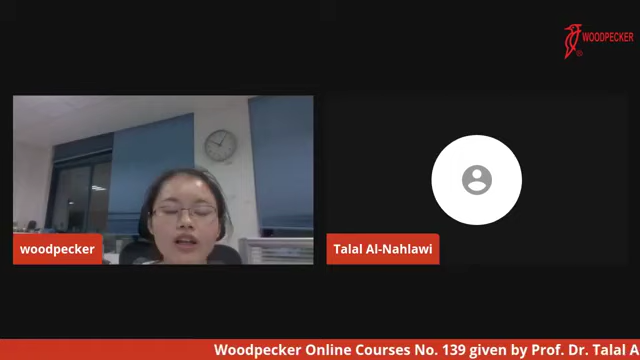 WOODPECKER
woodpecker
Talal Al-Nahlawi
Woodpecker Online Courses No. 139 given by Prof. Dr. Talal A